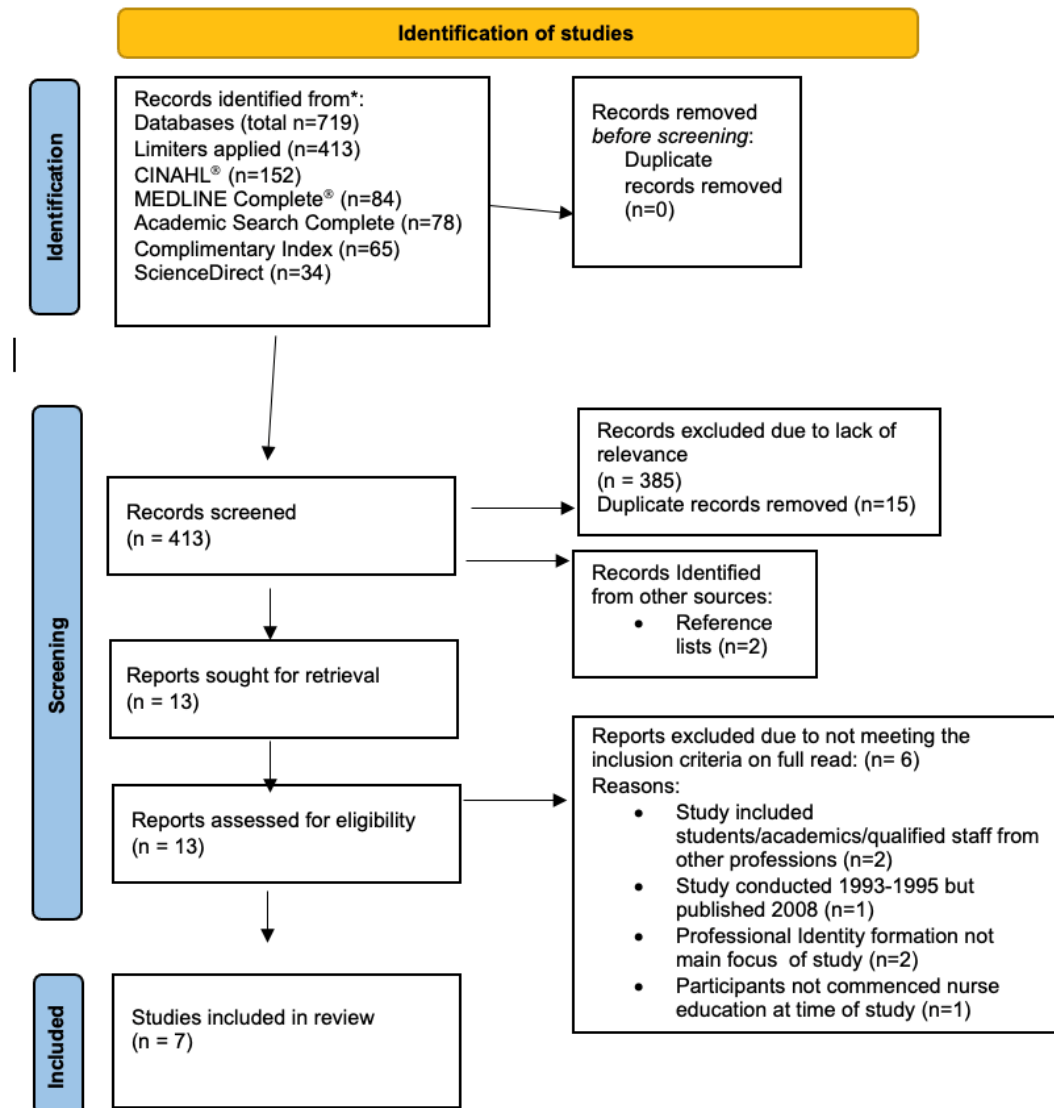 Identification of studies
Identification
Records identified from*:
Databases (total n=719)
Limiters applied (n=413)
CINAHL® (n=152)
MEDLINE Complete® (n=84)
Academic Search Complete (n=78)
Complimentary Index (n=65)
ScienceDirect (n=34)
Records removed
before screening:
Duplicate
records removed
(n=0)
Screening
Records screened
(n = 413)
Records excluded due to lack of
relevance
(n = 385)
Duplicate records removed (n=15)
Records Identified
from other sources:
• Reference
lists (n=2)
Reports sought for retrieval
(n = 13)
Reports assessed for eligibility
(n = 13)
Reports excluded due to not meeting the
inclusion criteria on full read: (n= 6)
Reasons:
• Study included
students/academics/qualified staff from
other professions (n=2)
• Study conducted 1993-1995 but
published 2008 (n=1)
• Professional Identity formation not
main focus of study (n=2)
• Participants not commenced nurse
education at time of study (n=1)
Included
Studies included in review
(n = 7)